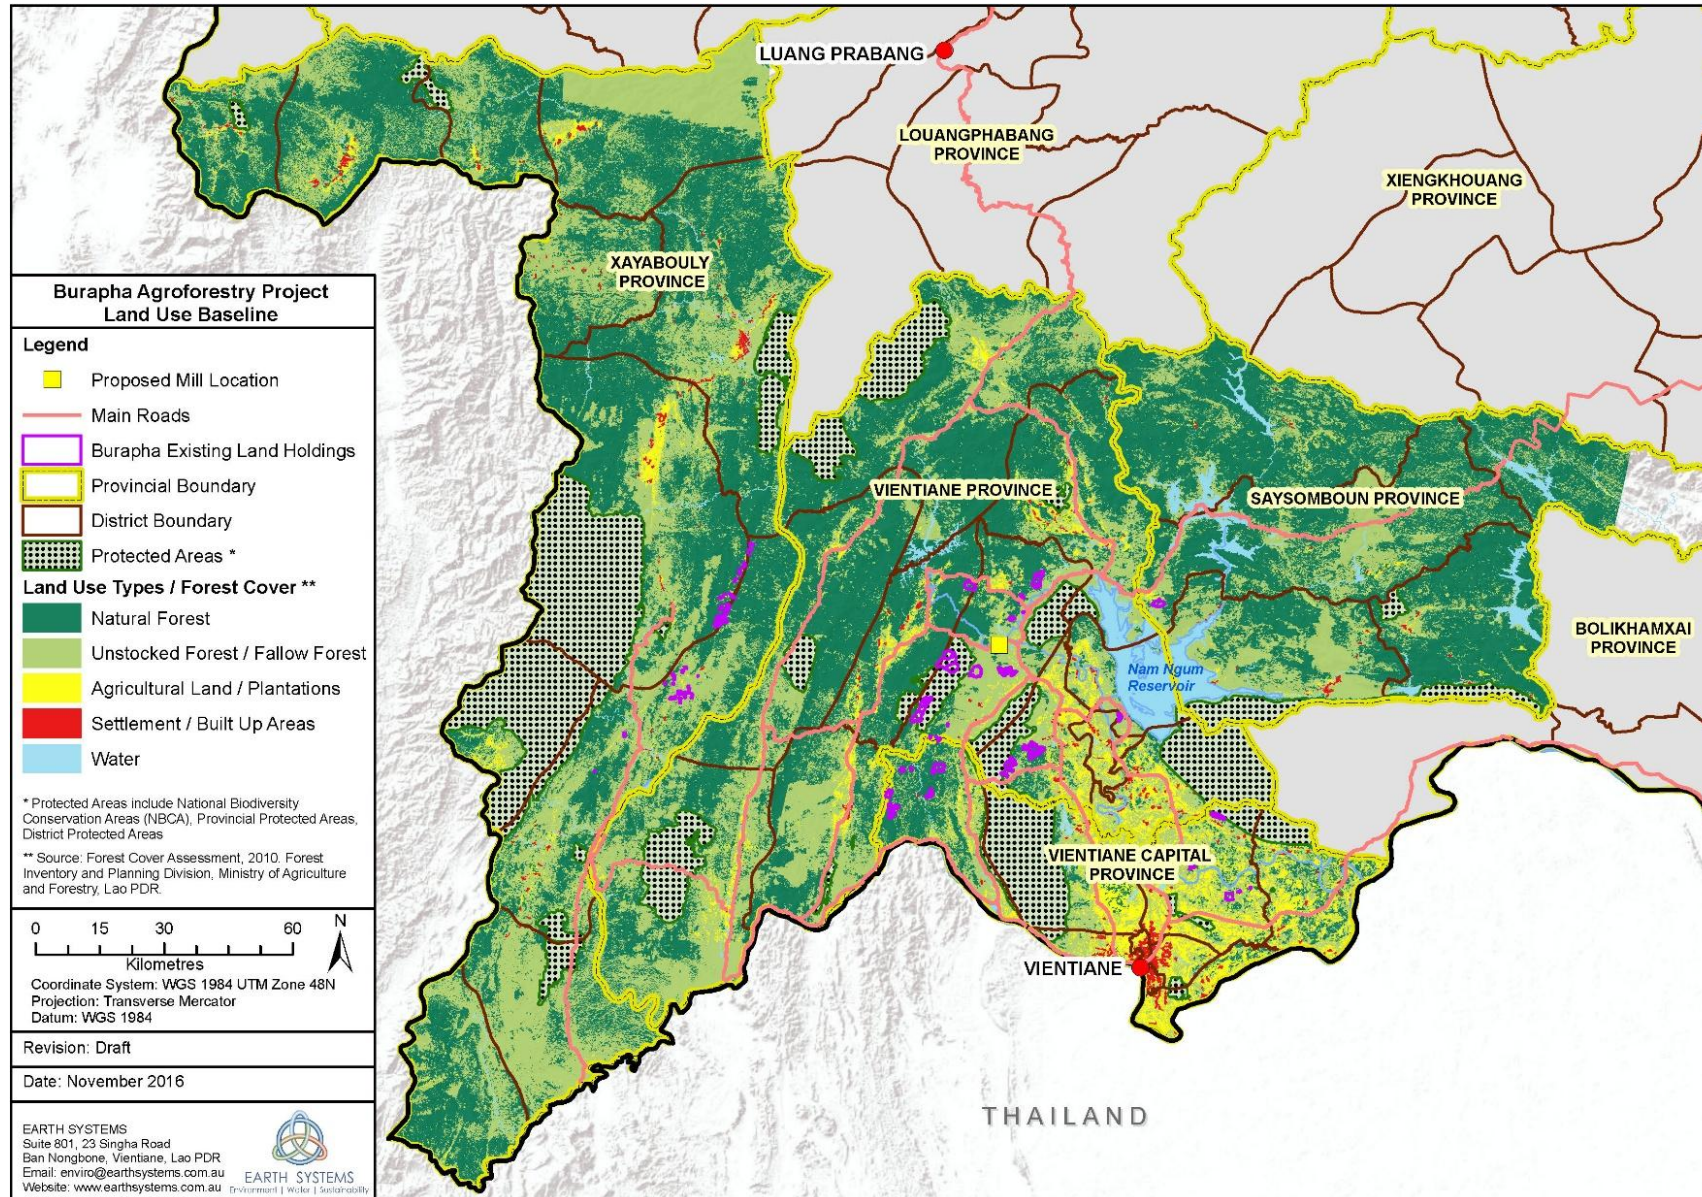 LUANG PRABANG
LOUANGPHABANG
PROVINCE
XIENGKHOUANG
PROVINCE
XAYABOULY
PROVINCE
VIENTIANE PROVINCE
SAYSOMBOUN PROVINCE
BOLIKHAMXAI
PROVINCE
Nam Ngum
Reservoir
VIENTIANE CAPITAL
PROVINCE
VIENTIANE
THAILAND
Burapha Agroforestry Project
Land Use Baseline
Legend
Proposed Mill Location
Main Roads
Burapha Existing Land Holdings
Provincial Boundary
District Boundary
Protected Areas *
Land Use Types / Forest Cover **
Natural Forest
Unstocked Forest / Fallow Forest
Agricultural Land / Plantations
Settlement / Built Up Areas
Water
* Protected Areas include National Biodiversity
Conservation Areas (NBCA), Provincial Protected Areas,
District Protected Areas
** Source: Forest Cover Assessment, 2010. Forest
Inventory and Planning Division, Ministry of Agriculture
and Forestry, Lao PDR.
0 15 30 60
N
Kilometres
Coordinate System: WGS 1984 UTM Zone 48N
Projection: Transverse Mercator
Datum: WGS 1984
Revision: Draft
Date: November 2016
EARTH SYSTEMS
Suite 801, 23 Singha Road
Ban Nongbone, Vientiane, Lao PDR
Email: enviro@earthsystems.com.au
Website: www.earthsystems.com.au
EARTH SYSTEMS
Environment | Water | Sustainability